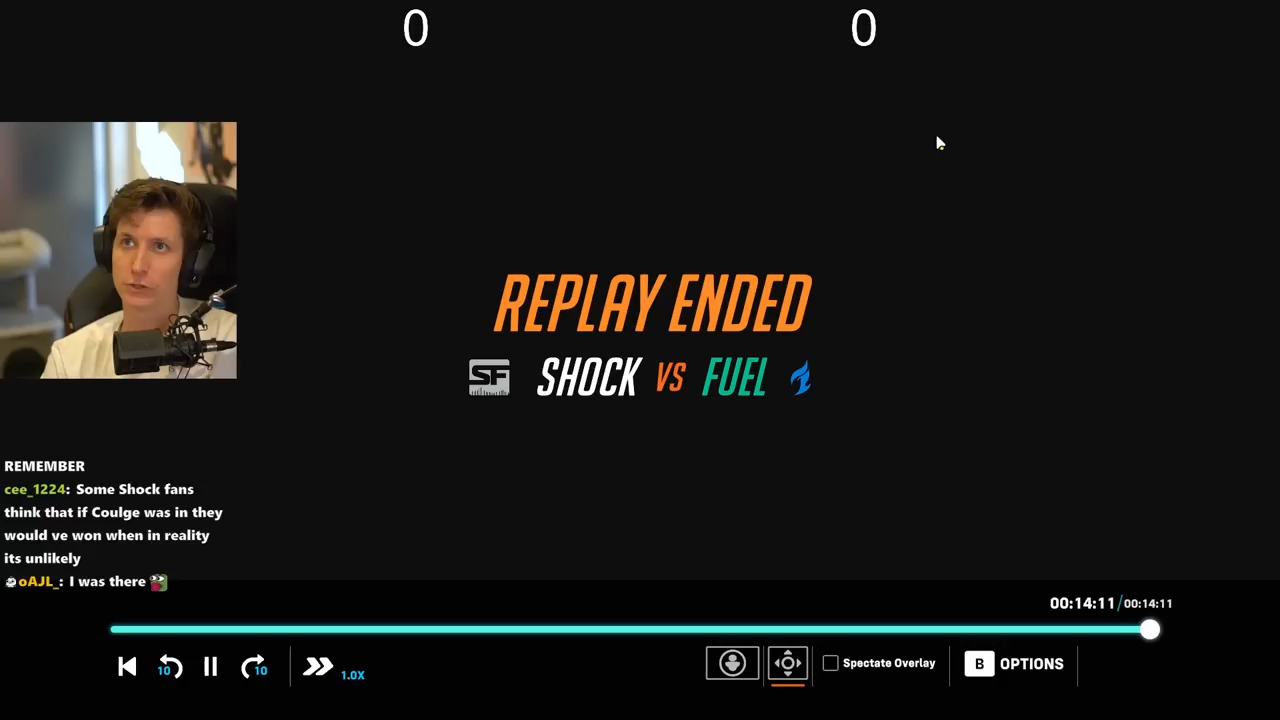 0 0
REPLAY ENDED
SF SHOCK VS FUEL
REMEMBER
cee_1224: Some Shock fans
think that if Coulge was in they
would ve won when in reality
its unlikely
oAJL_: I was there
00:14:11/00:14:11
10 10 1.0X Spectate Overlay B OPTIONS